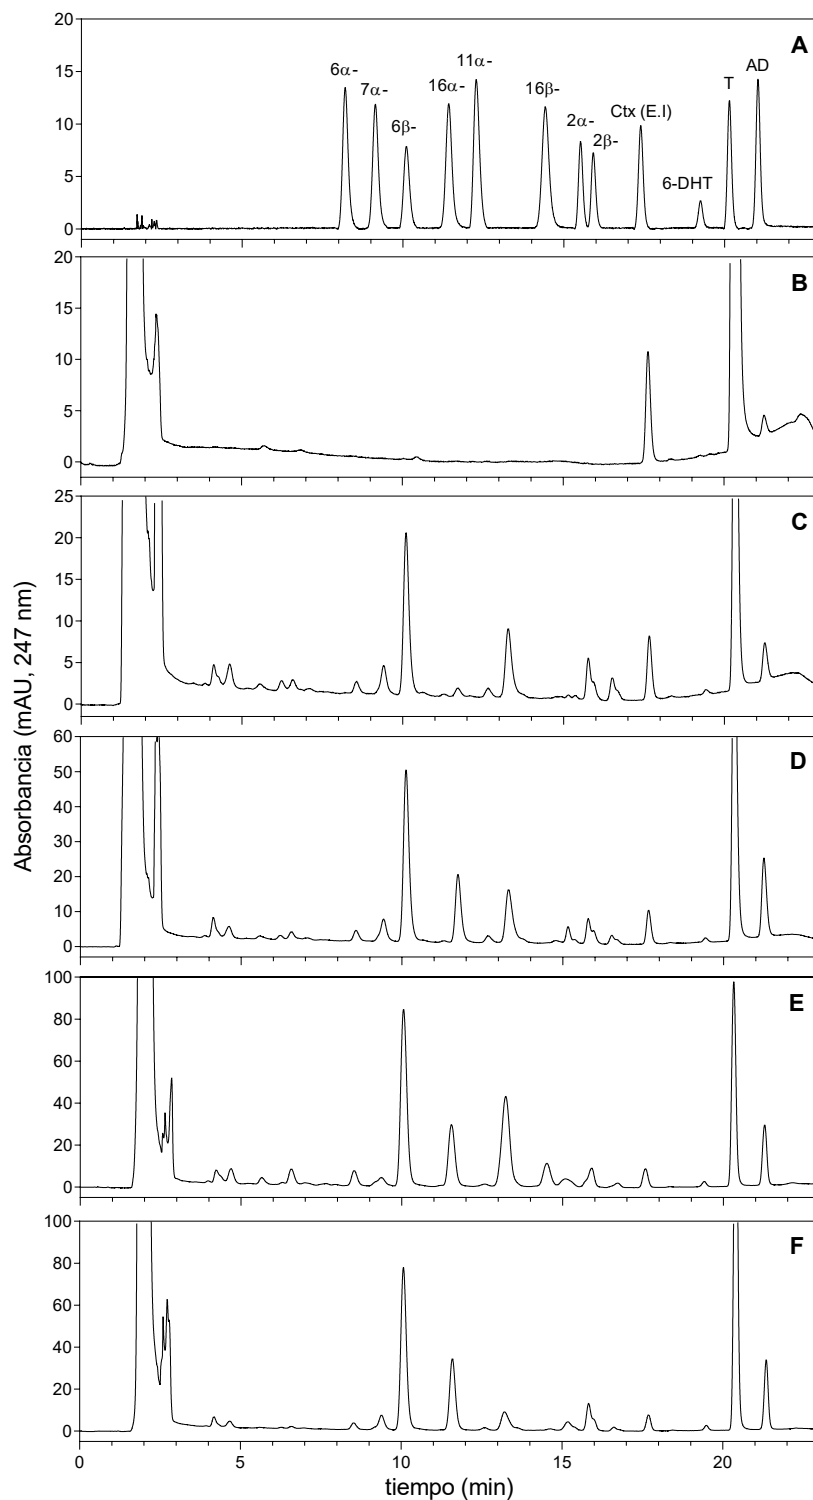 20
15
10
5
0
A
6α-
7α-
6β-
16α-
11α-
16β-
2α-
2β-
Ctx (E.I)
6-DHT
T
AD
20
15
10
5
0
B
25
20
15
10
5
0
C
60
50
40
30
20
10
0
D
100
80
60
40
20
0
E
100
80
60
40
20
0
F
0 5 10 15 20
Absorbancia (mAU, 247 nm)
tiempo (min)